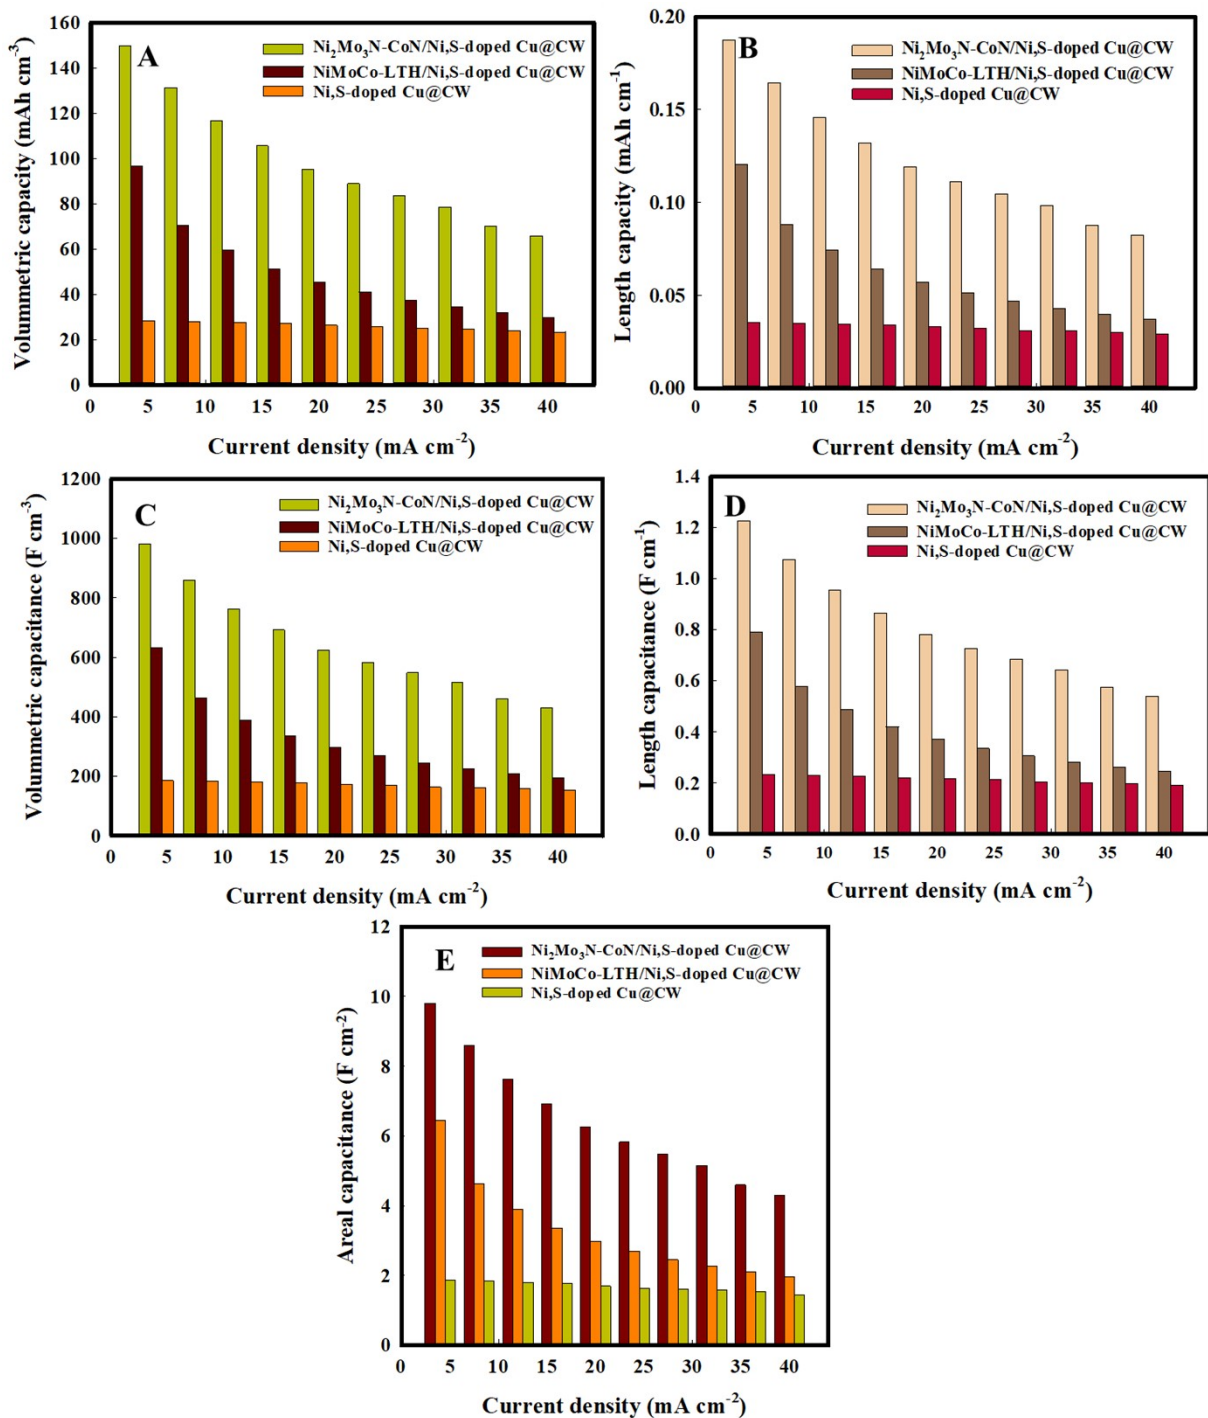 A
Ni₂Mo₃N-CoN/Ni,S-doped Cu@CW
NiMoCo-LTH/Ni,S-doped Cu@CW
Ni,S-doped Cu@CW
Volummetric capacity (mAh cm⁻³)
160
140
120
100
80
60
40
20
0
0 5 10 15 20 25 30 35 40
Current density (mA cm⁻²)
B
Ni₂Mo₃N-CoN/Ni,S-doped Cu@CW
NiMoCo-LTH/Ni,S-doped Cu@CW
Ni,S-doped Cu@CW
Length capacity (mAh cm⁻¹)
0.20
0.15
0.10
0.05
0.00
0 5 10 15 20 25 30 35 40
Current density (mA cm⁻²)
C
Ni₂Mo₃N-CoN/Ni,S-doped Cu@CW
NiMoCo-LTH/Ni,S-doped Cu@CW
Ni,S-doped Cu@CW
Volummetric capacitance (F cm⁻³)
1200
1000
800
600
400
200
0
0 5 10 15 20 25 30 35 40
Current density (mA cm⁻²)
D
Ni₂Mo₃N-CoN/Ni,S-doped Cu@CW
NiMoCo-LTH/Ni,S-doped Cu@CW
Ni,S-doped Cu@CW
Length capacitance (F cm⁻¹)
1.4
1.2
1.0
0.8
0.6
0.4
0.2
0.0
0 5 10 15 20 25 30 35 40
Current density (mA cm⁻²)
E
Ni₂Mo₃N-CoN/Ni,S-doped Cu@CW
NiMoCo-LTH/Ni,S-doped Cu@CW
Ni,S-doped Cu@CW
Areal capacitance (F cm⁻²)
12
10
8
6
4
2
0
0 5 10 15 20 25 30 35 40
Current density (mA cm⁻²)